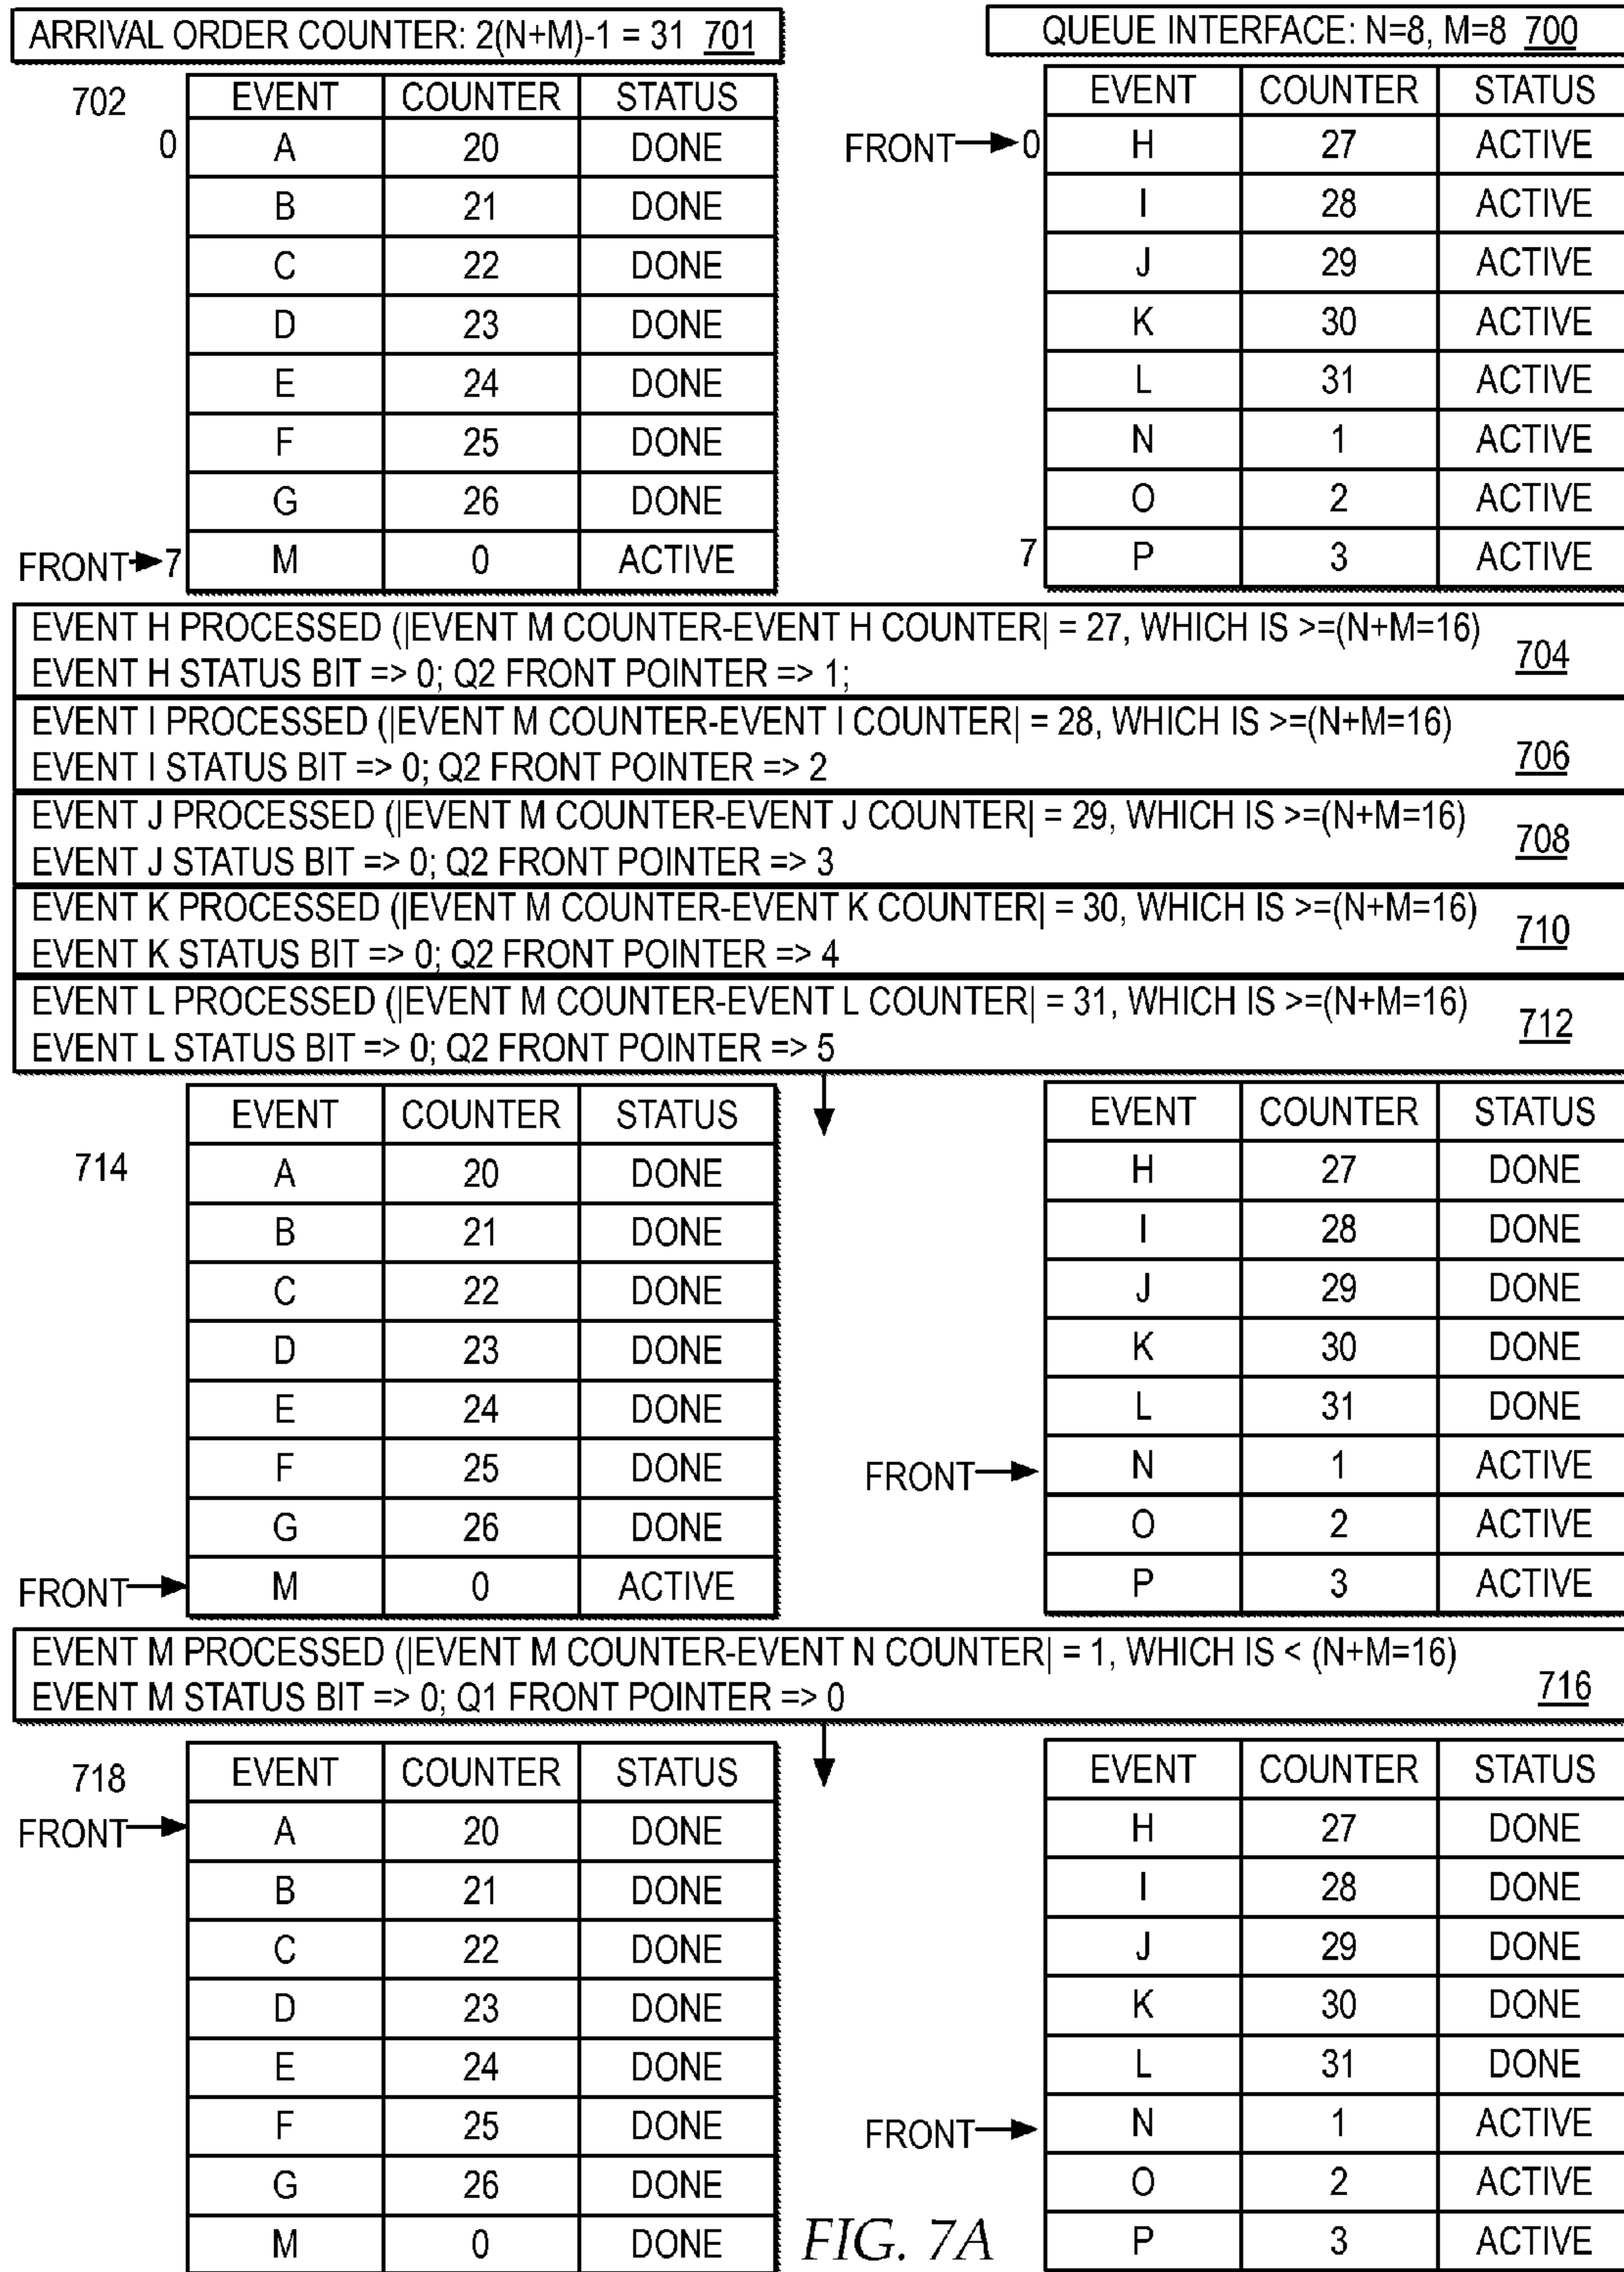 ARRIVAL ORDER COUNTER: 2(N+M)-1 = 31 701
QUEUE INTERFACE: N=8, M=8 700
702
EVENT COUNTER STATUS
0 A 20 DONE
B 21 DONE
C 22 DONE
D 23 DONE
E 24 DONE
F 25 DONE
G 26 DONE
FRONT 7 M 0 ACTIVE
EVENT COUNTER STATUS
FRONT 0 H 27 ACTIVE
I 28 ACTIVE
J 29 ACTIVE
K 30 ACTIVE
L 31 ACTIVE
N 1 ACTIVE
O 2 ACTIVE
7 P 3 ACTIVE
EVENT H PROCESSED (|EVENT M COUNTER-EVENT H COUNTER| = 27, WHICH IS >=(N+M=16)
EVENT H STATUS BIT => 0; Q2 FRONT POINTER => 1;
704
EVENT I PROCESSED (|EVENT M COUNTER-EVENT I COUNTER| = 28, WHICH IS >=(N+M=16)
EVENT I STATUS BIT => 0; Q2 FRONT POINTER => 2
706
EVENT J PROCESSED (|EVENT M COUNTER-EVENT J COUNTER| = 29, WHICH IS >=(N+M=16)
EVENT J STATUS BIT => 0; Q2 FRONT POINTER => 3
708
EVENT K PROCESSED (|EVENT M COUNTER-EVENT K COUNTER| = 30, WHICH IS >=(N+M=16)
EVENT K STATUS BIT => 0; Q2 FRONT POINTER => 4
710
EVENT L PROCESSED (|EVENT M COUNTER-EVENT L COUNTER| = 31, WHICH IS >=(N+M=16)
EVENT L STATUS BIT => 0; Q2 FRONT POINTER => 5
712
EVENT COUNTER STATUS
714 A 20 DONE
B 21 DONE
C 22 DONE
D 23 DONE
E 24 DONE
F 25 DONE
G 26 DONE
FRONT M 0 ACTIVE
EVENT COUNTER STATUS
H 27 DONE
I 28 DONE
J 29 DONE
K 30 DONE
L 31 DONE
FRONT N 1 ACTIVE
O 2 ACTIVE
P 3 ACTIVE
EVENT M PROCESSED (|EVENT M COUNTER-EVENT N COUNTER| = 1, WHICH IS < (N+M=16)
EVENT M STATUS BIT => 0; Q1 FRONT POINTER => 0
716
718
EVENT COUNTER STATUS
FRONT A 20 DONE
B 21 DONE
C 22 DONE
D 23 DONE
E 24 DONE
F 25 DONE
G 26 DONE
M 0 DONE
EVENT COUNTER STATUS
H 27 DONE
I 28 DONE
J 29 DONE
K 30 DONE
L 31 DONE
FRONT N 1 ACTIVE
O 2 ACTIVE
P 3 ACTIVE
FIG. 7A